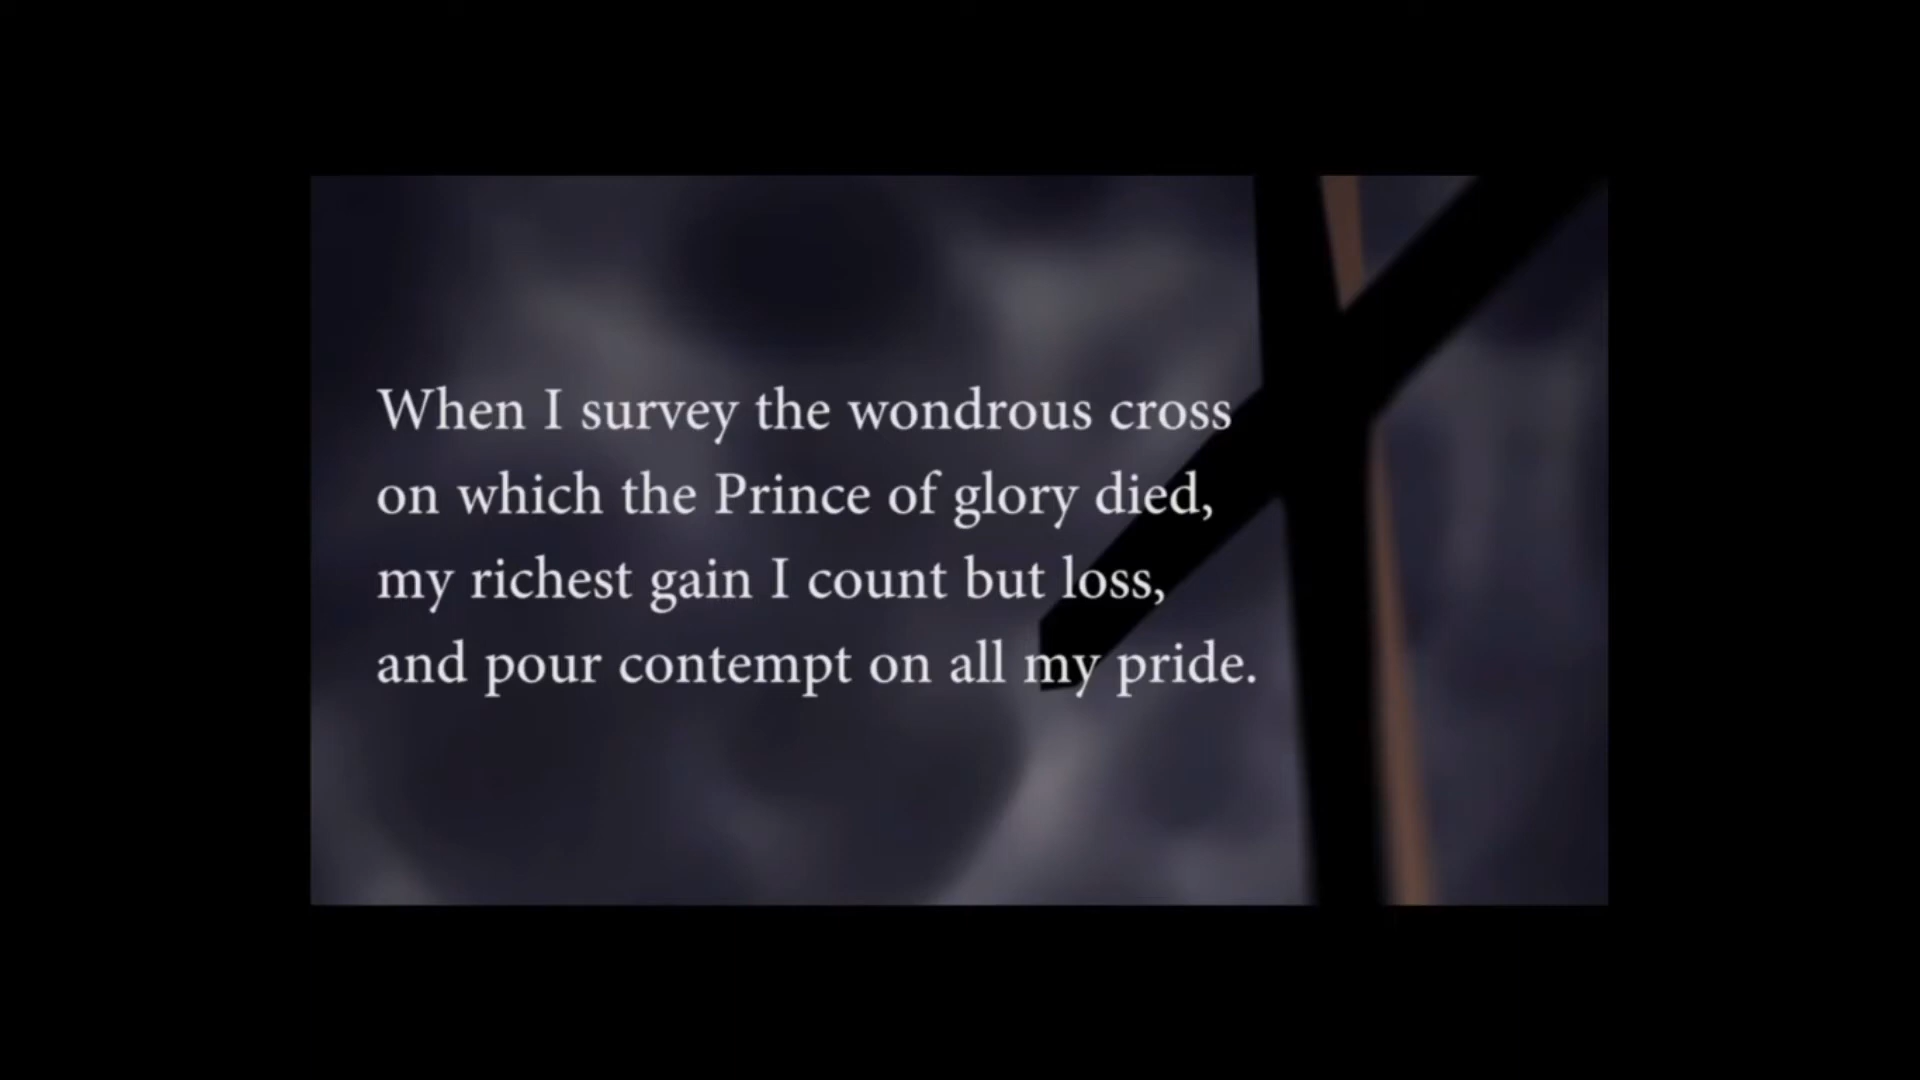 When I survey the wondrous cross
on which the Prince of glory died,
my richest gain I count but loss,
and pour contempt on all my pride.